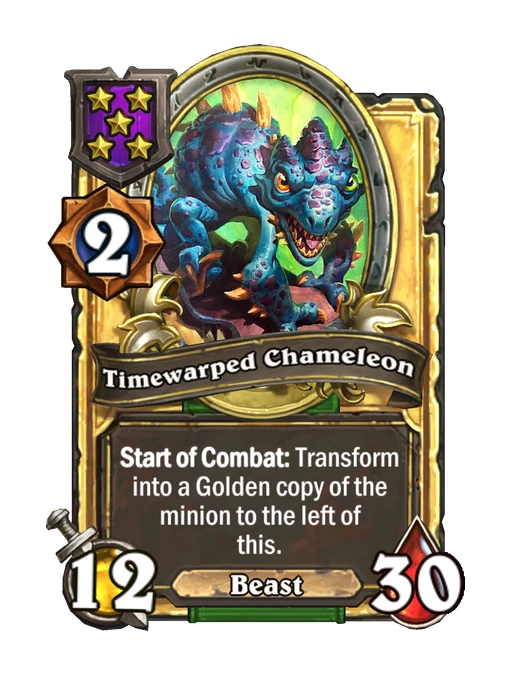 2
Timewarped Chameleon
Start of Combat: Transform
into a Golden copy of the
minion to the left of
this.
12
Beast
30